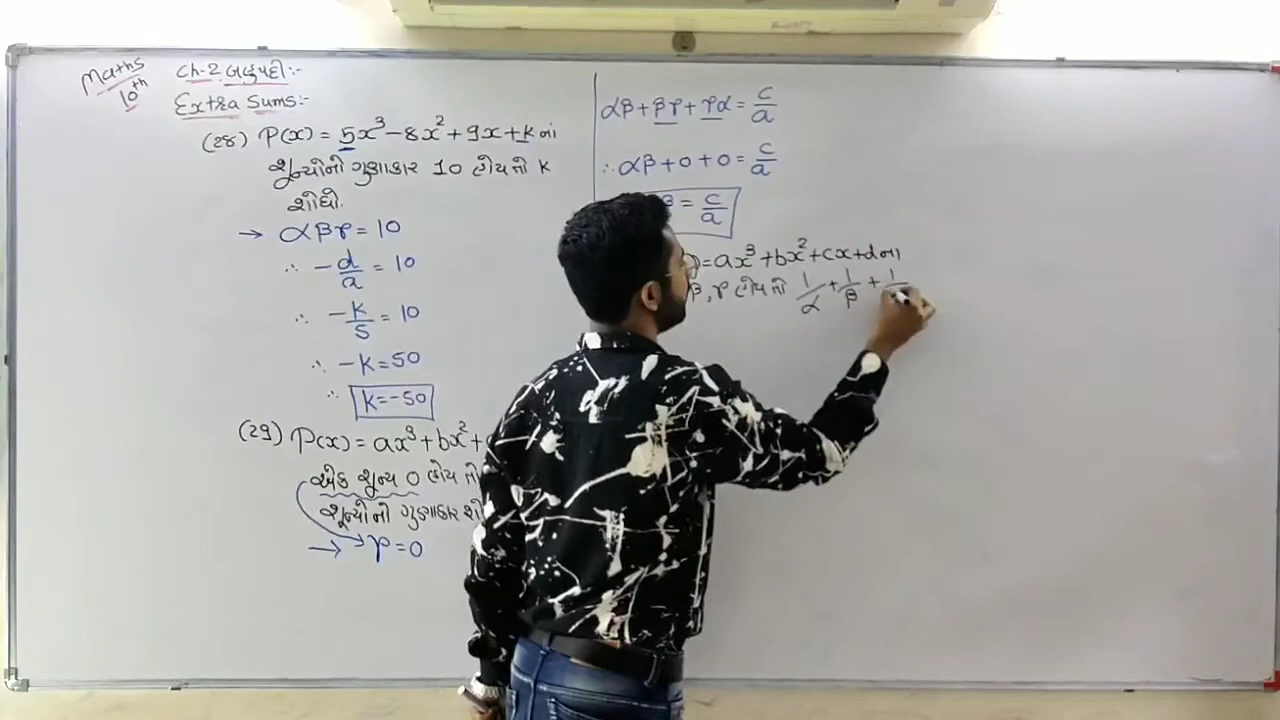 Maths
10th
Ch-2 બહુપદી:-
Extra Sums:-
(28) P(x) = 5x³-8x²+9x+k નાં
શૂન્યોનો ગુણાકાર 10 હોય તો k
શોધો.
→ αβγ = 10
∴ -d/a = 10
∴ -k/5 = 10
∴ -k = 50
∴ k = -50
(29) P(x) = ax³+bx²+
એક શૂન્ય 0 હોય તો
શૂન્યોનો ગુણાકાર
→ γ = 0
αβ+βγ+γα = c/a
∴ αβ+0+0 = c/a
= c/a
= ax³+bx²+cx+d ના
β, γ હોય તો 1/α + 1/β + 1/